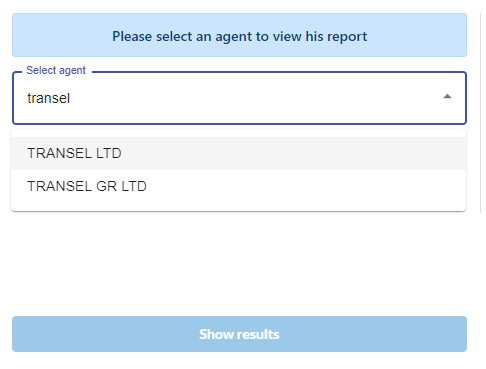 Please select an agent to view his report
Select agent
transel
TRANSEL LTD
TRANSEL GR LTD
Show results